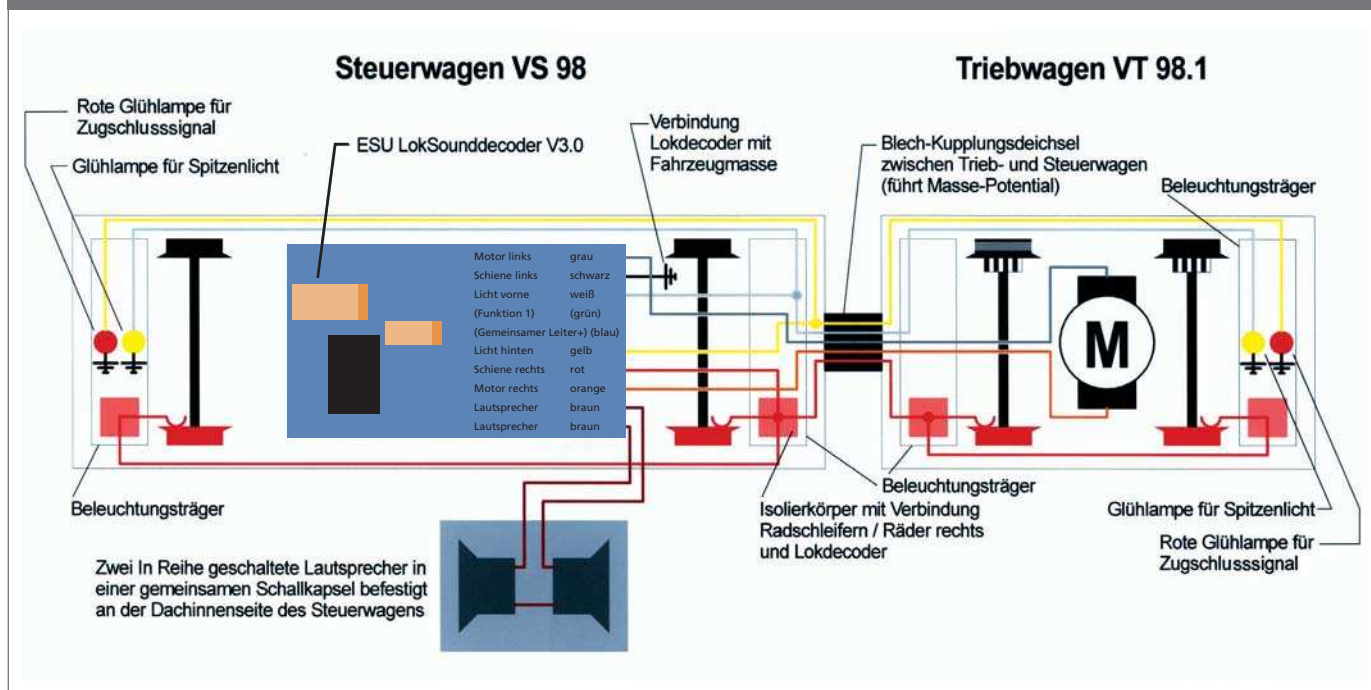 Steuerwagen VS 98
Triebwagen VT 98.1
Rote Glühlampe für
Zugschlusssignal
Glühlampe für Spitzenlicht
ESU LokSounddecoder V3.0
Verbindung
Lokdecoder mit
Fahrzeugmasse
Blech-Kupplungsdeichsel
zwischen Trieb- und Steuerwagen
(führt Masse-Potential)
Beleuchtungsträger
Motor links grau
Schiene links schwarz
Licht vorne weiß
(Funktion 1) (grün)
(Gemeinsamer Leiter+) (blau)
Licht hinten gelb
Schiene rechts rot
Motor rechts orange
Lautsprecher braun
Lautsprecher braun
M
Beleuchtungsträger
Beleuchtungsträger
Isolierkörper mit Verbindung
Radschleifern / Räder rechts
und Lokdecoder
Glühlampe für Spitzenlicht
Rote Glühlampe für
Zugschlusssignal
Zwei In Reihe geschaltete Lautsprecher in
einer gemeinsamen Schallkapsel befestigt
an der Dachinnenseite des Steuerwagens